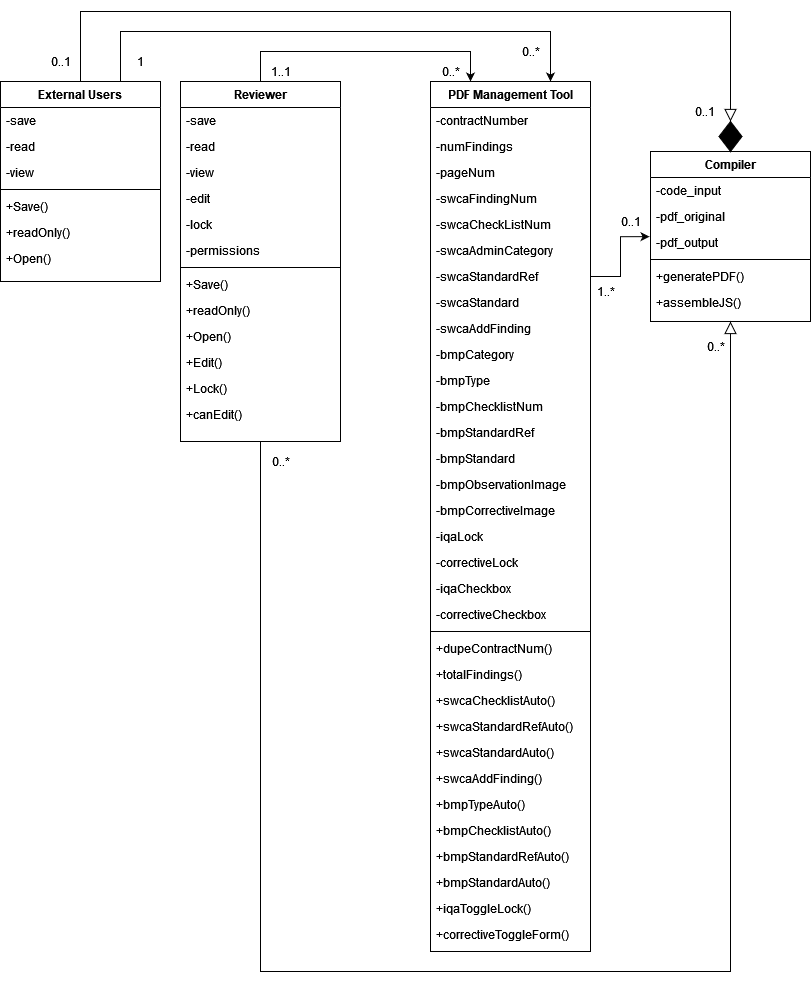 0..1
1
External Users
-save
-read
-view
+Save()
+readOnly()
+Open()
1..1
Reviewer
-save
-read
-view
-edit
-lock
-permissions
+Save()
+readOnly()
+Open()
+Edit()
+Lock()
+canEdit()
0..*
0..*
0..*
PDF Management Tool
-contractNumber
-numFindings
-pageNum
-swcaFindingNum
-swcaCheckListNum
-swcaAdminCategory
-swcaStandardRef
-swcaStandard
-swcaAddFinding
-bmpCategory
-bmpType
-bmpChecklistNum
-bmpStandardRef
-bmpStandard
-bmpObservationImage
-bmpCorrectiveImage
-iqaLock
-correctiveLock
-iqaCheckbox
-correctiveCheckbox
+dupeContractNum()
+totalFindings()
+swcaChecklistAuto()
+swcaStandardRefAuto()
+swcaStandardAuto()
+swcaAddFinding()
+bmpTypeAuto()
+bmpChecklistAuto()
+bmpStandardRefAuto()
+bmpStandardAuto()
+iqaToggleLock()
+correctiveToggleForm()
0..1
1..*
0..1
Compiler
-code_input
-pdf_original
-pdf_output
+generatePDF()
+assembleJS()
0..*